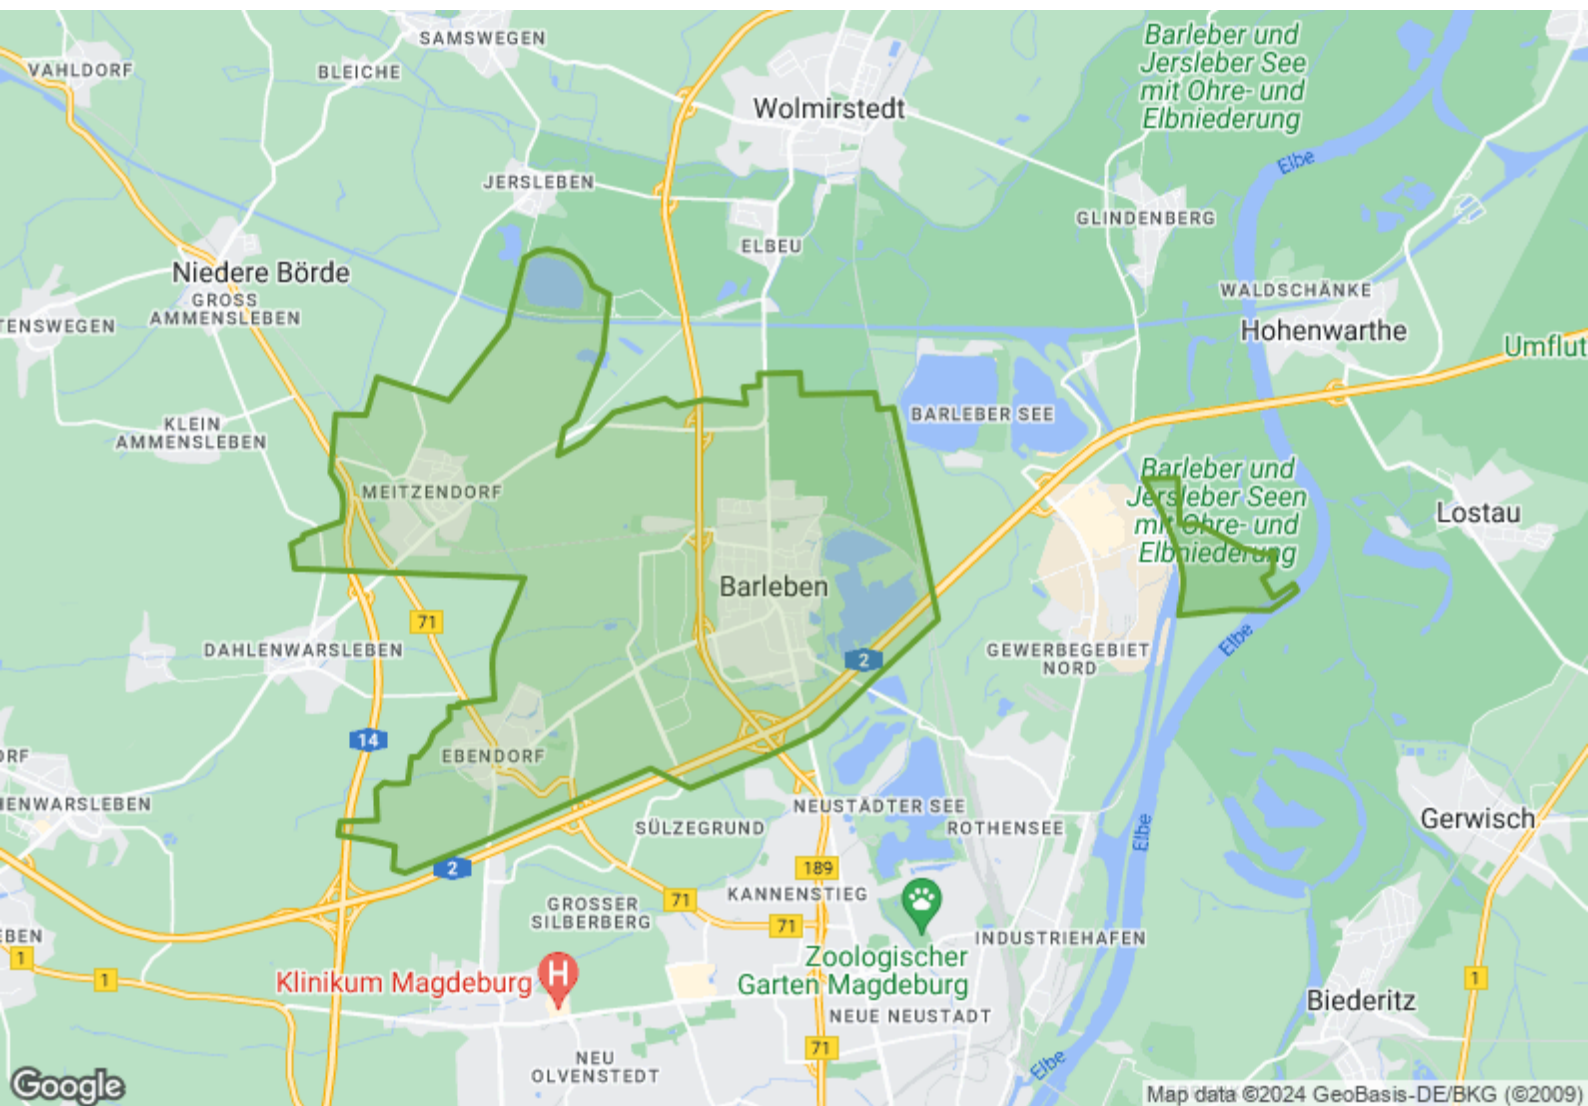 SAMSWEGEN
VAHLDORF
BLEICHE
Barleber und
Jersleber See
mit Ohre- und
Elbniederung
Wolmirstedt
Elbe
JERSLEBEN
GLINDENBERG
ELBEU
Niedere Börde
GROSS
AMMENSLEBEN
WALDSCHÄNKE
TENSWEGEN
Hohenwarthe
Umflut
BARLEBER SEE
KLEIN
AMMENSLEBEN
Barleber und
Jersleber Seen
mit Ohre- und
Elbniederung
MEITZENDORF
Lostau
Barleben
71
Elbe
DAHLENWARSLEBEN
GEWERBEGEBIET
NORD
2
14
EBENDORF
ORF
HENWARSLEBEN
NEUSTÄDTER SEE
SÜLZEGRUND
ROTHENSEE
Elbe
Gerwisch
2
189
KANNENSTIEG
71
GROSSER
SILBERBERG
71
EBEN
INDUSTRIEHAFEN
1
1
Klinikum Magdeburg
H
Zoologischer
Garten Magdeburg
1
Biederitz
NEUE NEUSTADT
71
NEU
OLVENSTEDT
Elbe
Google
Map data ©2024 GeoBasis-DE/BKG (©2009)